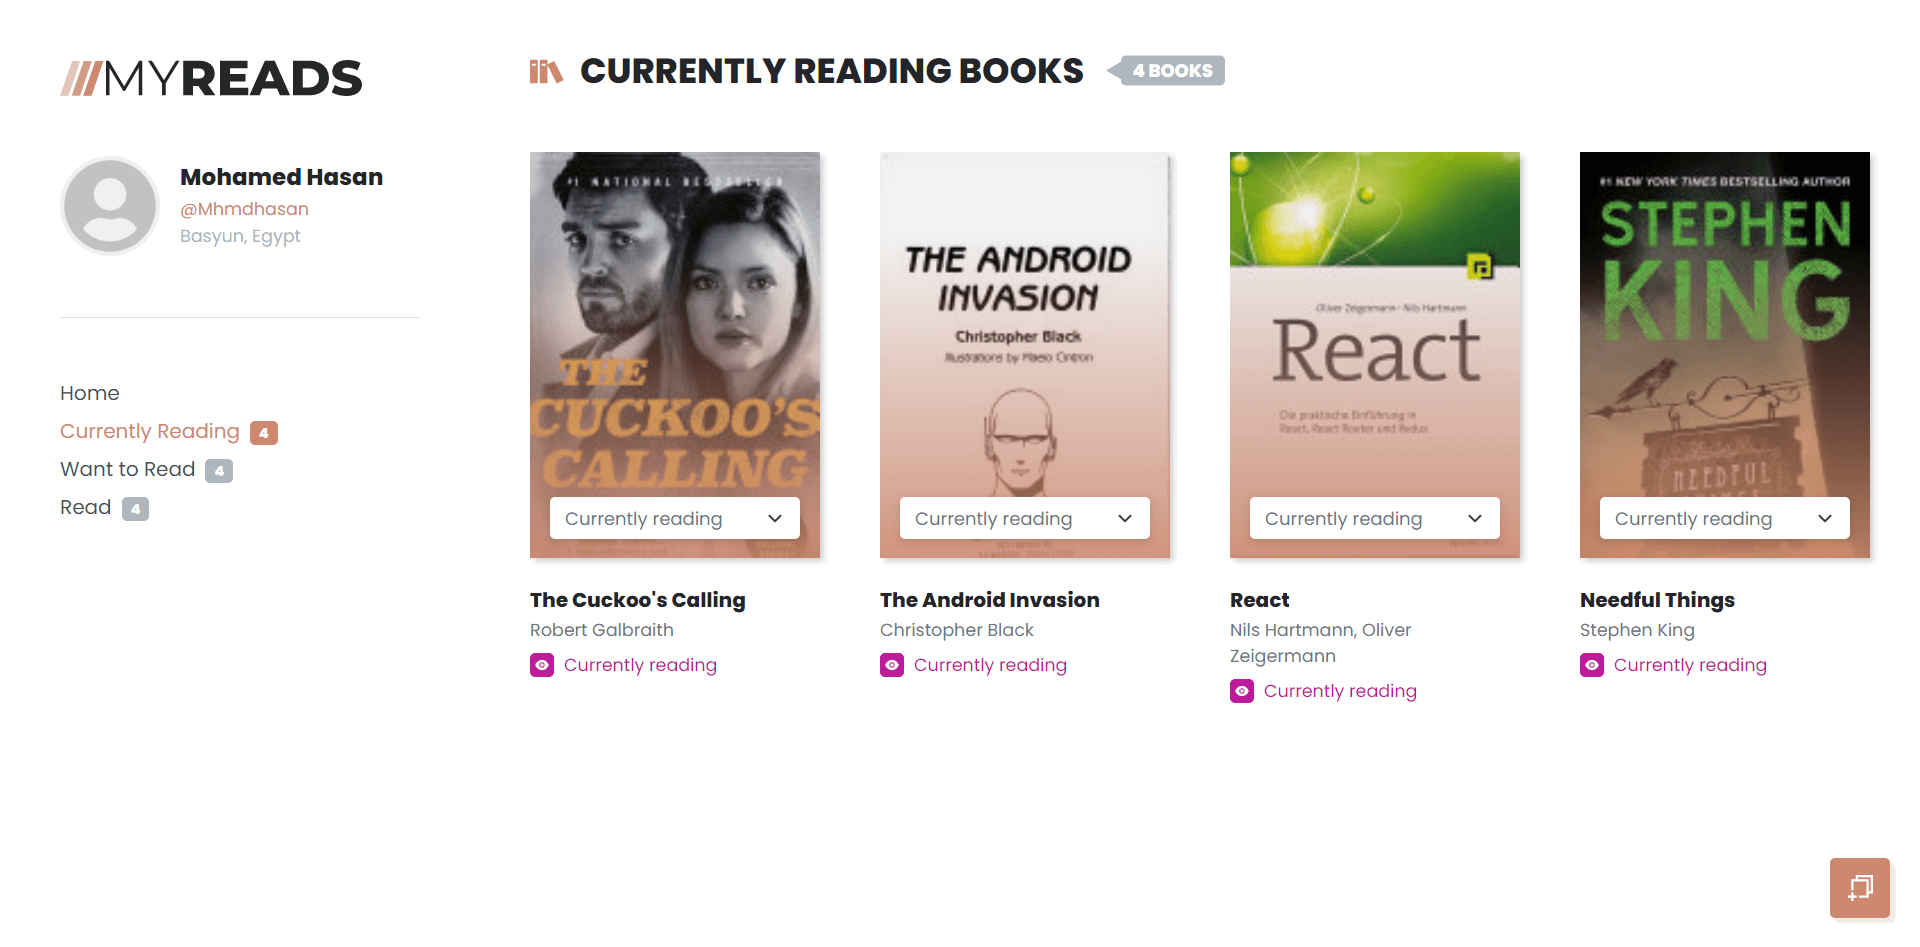 MYREADS
Mohamed Hasan
@Mhmdhasan
Basyun, Egypt
Home
Currently Reading 4
Want to Read 4
Read 4
CURRENTLY READING BOOKS 4 BOOKS
#1 NATIONAL BESTSELLER
THE
CUCKOO'S
CALLING
Currently reading
The Cuckoo's Calling
Robert Galbraith
Currently reading
THE ANDROID
INVASION
Christopher Black
Illustrations by
Currently reading
The Android Invasion
Christopher Black
Currently reading
Oliver Zeigermann · Nils Hartmann
React
Die praktische Einführung in
React, React Router und Redux
Currently reading
React
Nils Hartmann, Oliver
Zeigermann
Currently reading
#1 NEW YORK TIMES BESTSELLING AUTHOR
STEPHEN
KING
NEEDFUL
Currently reading
Needful Things
Stephen King
Currently reading